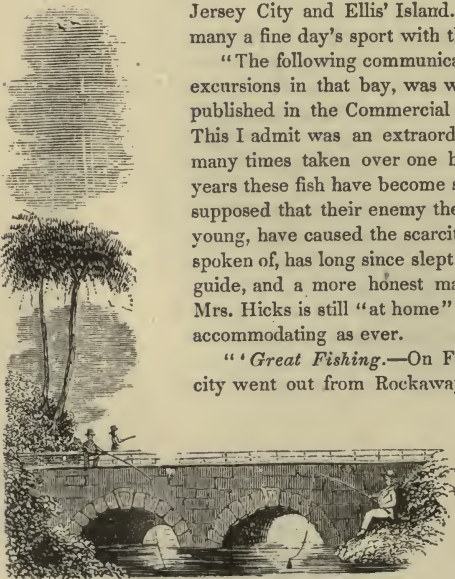 Jersey City and Ellis' Island.
many a fine day's sport with th
"The following communica
excursions in that bay, was w
published in the Commercial
This I admit was an extraord
many times taken over one b
years these fish have become s
supposed that their enemy the
young, have caused the scarcit
spoken of, has long since slept
guide, and a more honest ma
Mrs. Hicks is still "at home"
accommodating as ever.
"'Great Fishing.—On F
city went out from Rockaway